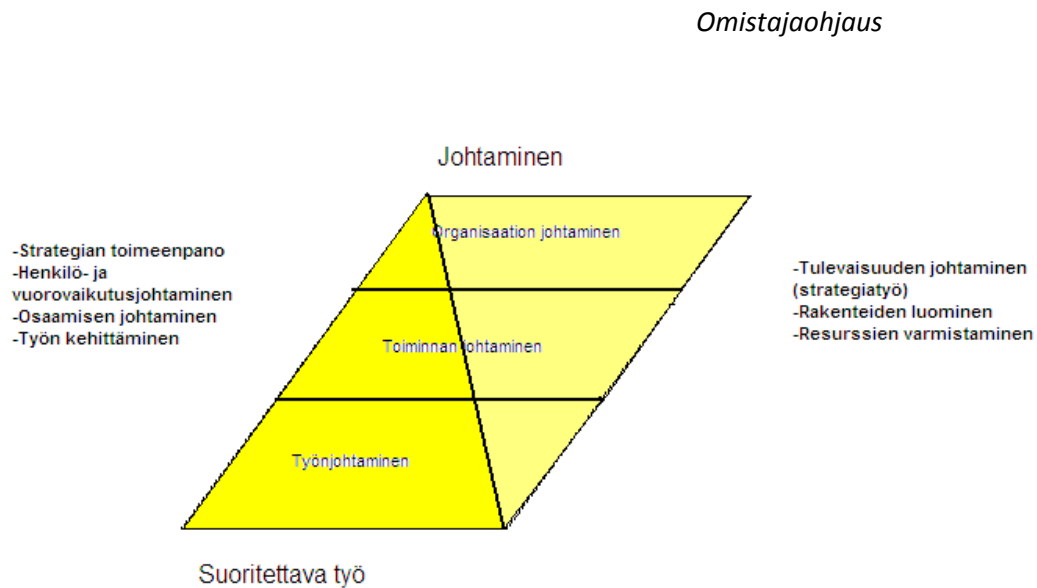 Omistajaohjaus
Johtaminen
-Strategian toimeenpano
-Henkilö- ja
vuorovaikutusjohtaminen
-Osaamisen johtaminen
-Työn kehittäminen
Organisaation johtaminen
Toiminnan johtaminen
Työnjohtaminen
-Tulevaisuuden johtaminen
(strategiatyö)
-Rakenteiden luominen
-Resurssien varmistaminen
Suoritettava työ